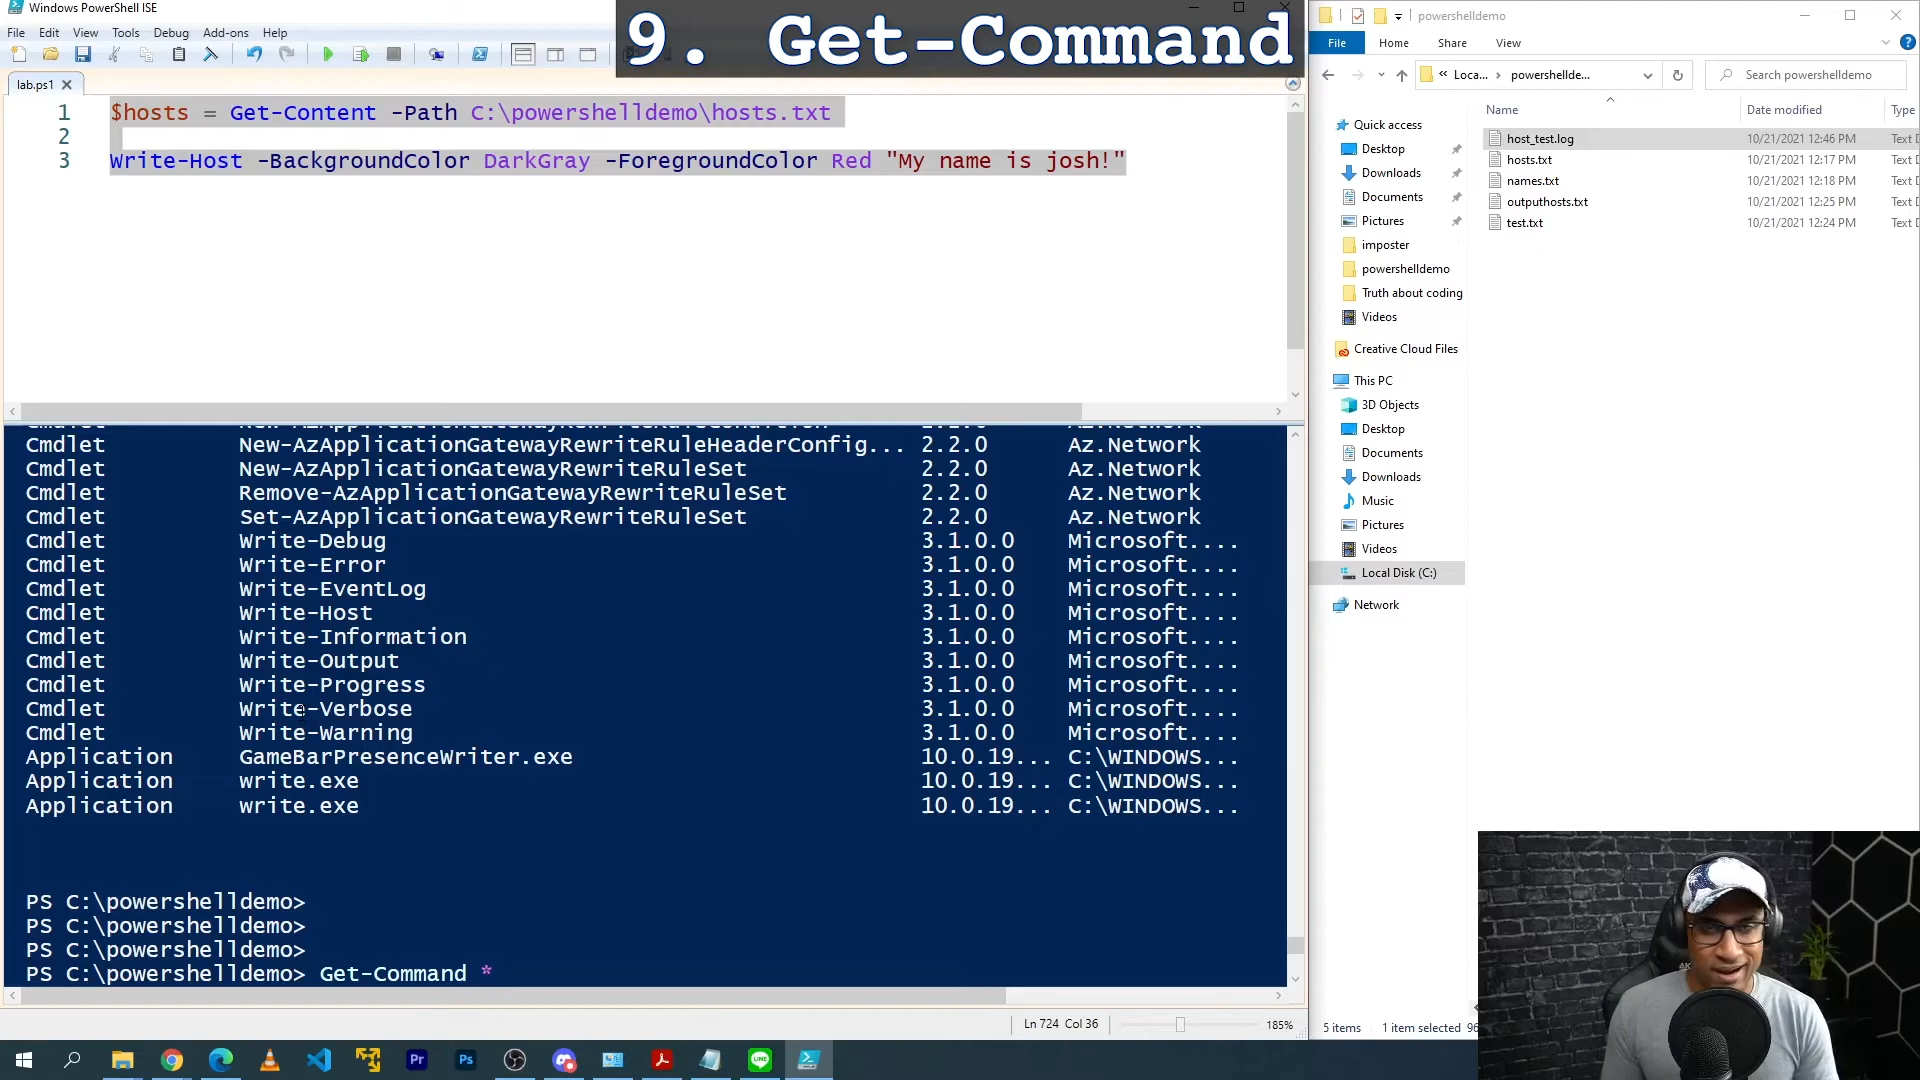 Windows PowerShell ISE
9. Get-Command
File Edit View Tools Debug Add-ons Help
lab.ps1
1 $hosts = Get-Content -Path C:\powershelldemo\hosts.txt
2
3 Write-Host -BackgroundColor DarkGray -ForegroundColor Red "My name is josh!"
Cmdlet New-AzApplicationGatewayRewriteRuleHeaderConfig... 2.2.0 Az.Network
Cmdlet New-AzApplicationGatewayRewriteRuleSet 2.2.0 Az.Network
Cmdlet Remove-AzApplicationGatewayRewriteRuleSet 2.2.0 Az.Network
Cmdlet Set-AzApplicationGatewayRewriteRuleSet 2.2.0 Az.Network
Cmdlet Write-Debug 3.1.0.0 Microsoft....
Cmdlet Write-Error 3.1.0.0 Microsoft....
Cmdlet Write-EventLog 3.1.0.0 Microsoft....
Cmdlet Write-Host 3.1.0.0 Microsoft....
Cmdlet Write-Information 3.1.0.0 Microsoft....
Cmdlet Write-Output 3.1.0.0 Microsoft....
Cmdlet Write-Progress 3.1.0.0 Microsoft....
Cmdlet Write-Verbose 3.1.0.0 Microsoft....
Cmdlet Write-Warning 3.1.0.0 Microsoft....
Application GameBarPresenceWriter.exe 10.0.19... C:\WINDOWS...
Application write.exe 10.0.19... C:\WINDOWS...
Application write.exe 10.0.19... C:\WINDOWS...
PS C:\powershelldemo>
PS C:\powershelldemo>
PS C:\powershelldemo>
PS C:\powershelldemo> Get-Command *
Ln 724 Col 36 185%
powershelldemo
File Home Share View
« Loca... › powershellde... Search powershelldemo
Name Date modified Type
host_test.log 10/21/2021 12:46 PM Text D
hosts.txt 10/21/2021 12:17 PM Text D
names.txt 10/21/2021 12:18 PM Text D
outputhosts.txt 10/21/2021 12:25 PM Text D
test.txt 10/21/2021 12:24 PM Text D
Quick access
Desktop
Downloads
Documents
Pictures
imposter
powershelldemo
Truth about coding
Videos
Creative Cloud Files
This PC
3D Objects
Desktop
Downloads
Documents
Music
Pictures
Videos
Local Disk (C:)
Network
5 items 1 item selected 96
Pr Ps LINE